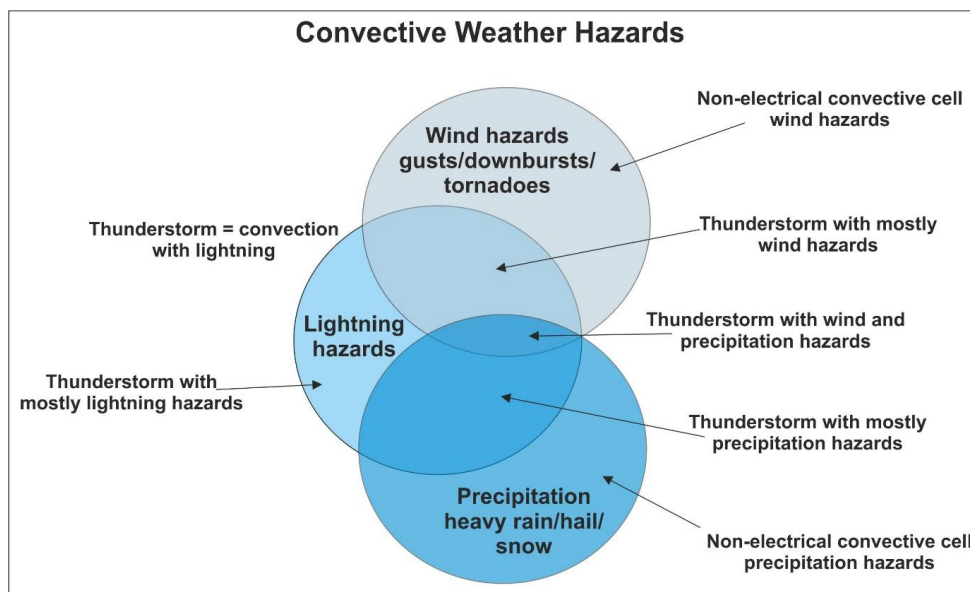 Convective Weather Hazards
Non-electrical convective cell
wind hazards
Wind hazards
gusts/downbursts/
tornadoes
Thunderstorm = convection
with lightning
Thunderstorm with mostly
wind hazards
Lightning
hazards
Thunderstorm with wind and
precipitation hazards
Thunderstorm with
mostly lightning hazards
Thunderstorm with mostly
precipitation hazards
Precipitation
heavy rain/hail/
snow
Non-electrical convective cell
precipitation hazards